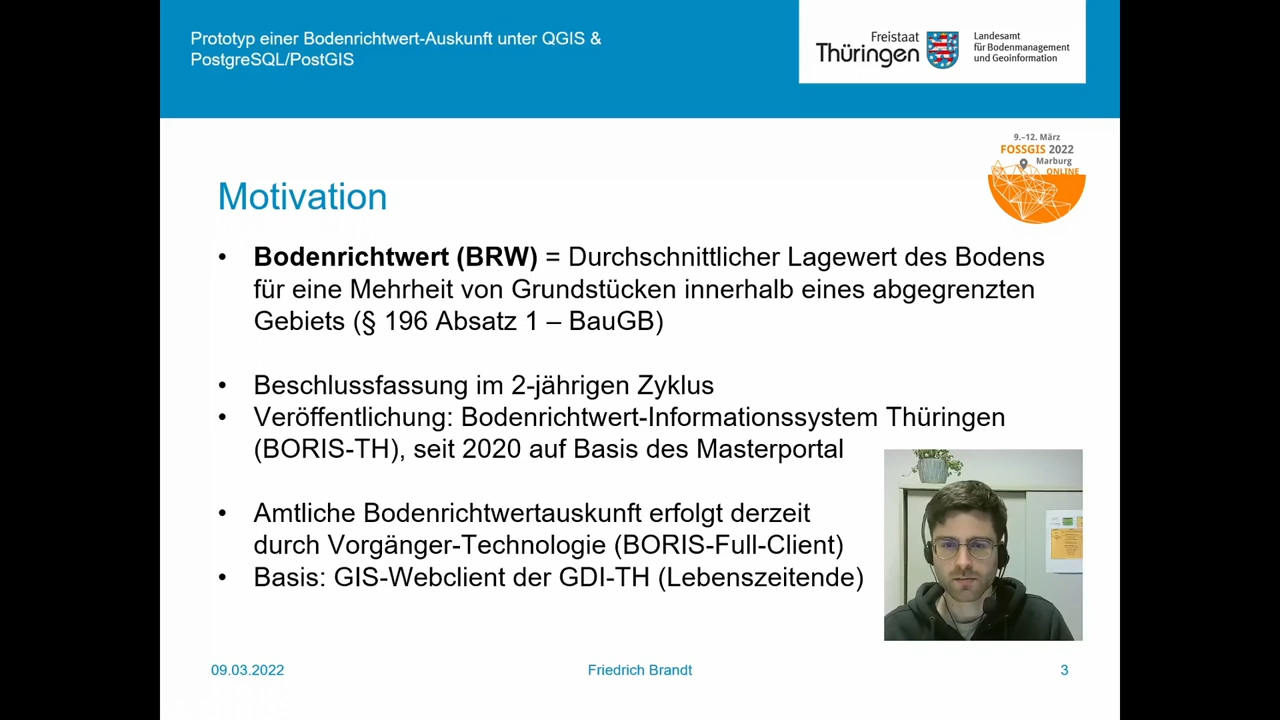 Prototyp einer Bodenrichtwert-Auskunft unter QGIS &
PostgreSQL/PostGIS
Freistaat
Thüringen
Landesamt
für Bodenmanagement
und Geoinformation
9.–12. März
FOSSGIS 2022
Marburg
ONLINE
Motivation
• Bodenrichtwert (BRW) = Durchschnittlicher Lagewert des Bodens
für eine Mehrheit von Grundstücken innerhalb eines abgegrenzten
Gebiets (§ 196 Absatz 1 – BauGB)
• Beschlussfassung im 2-jährigen Zyklus
• Veröffentlichung: Bodenrichtwert-Informationssystem Thüringen
(BORIS-TH), seit 2020 auf Basis des Masterportal
• Amtliche Bodenrichtwertauskunft erfolgt derzeit
durch Vorgänger-Technologie (BORIS-Full-Client)
• Basis: GIS-Webclient der GDI-TH (Lebenszeitende)
09.03.2022
Friedrich Brandt
3